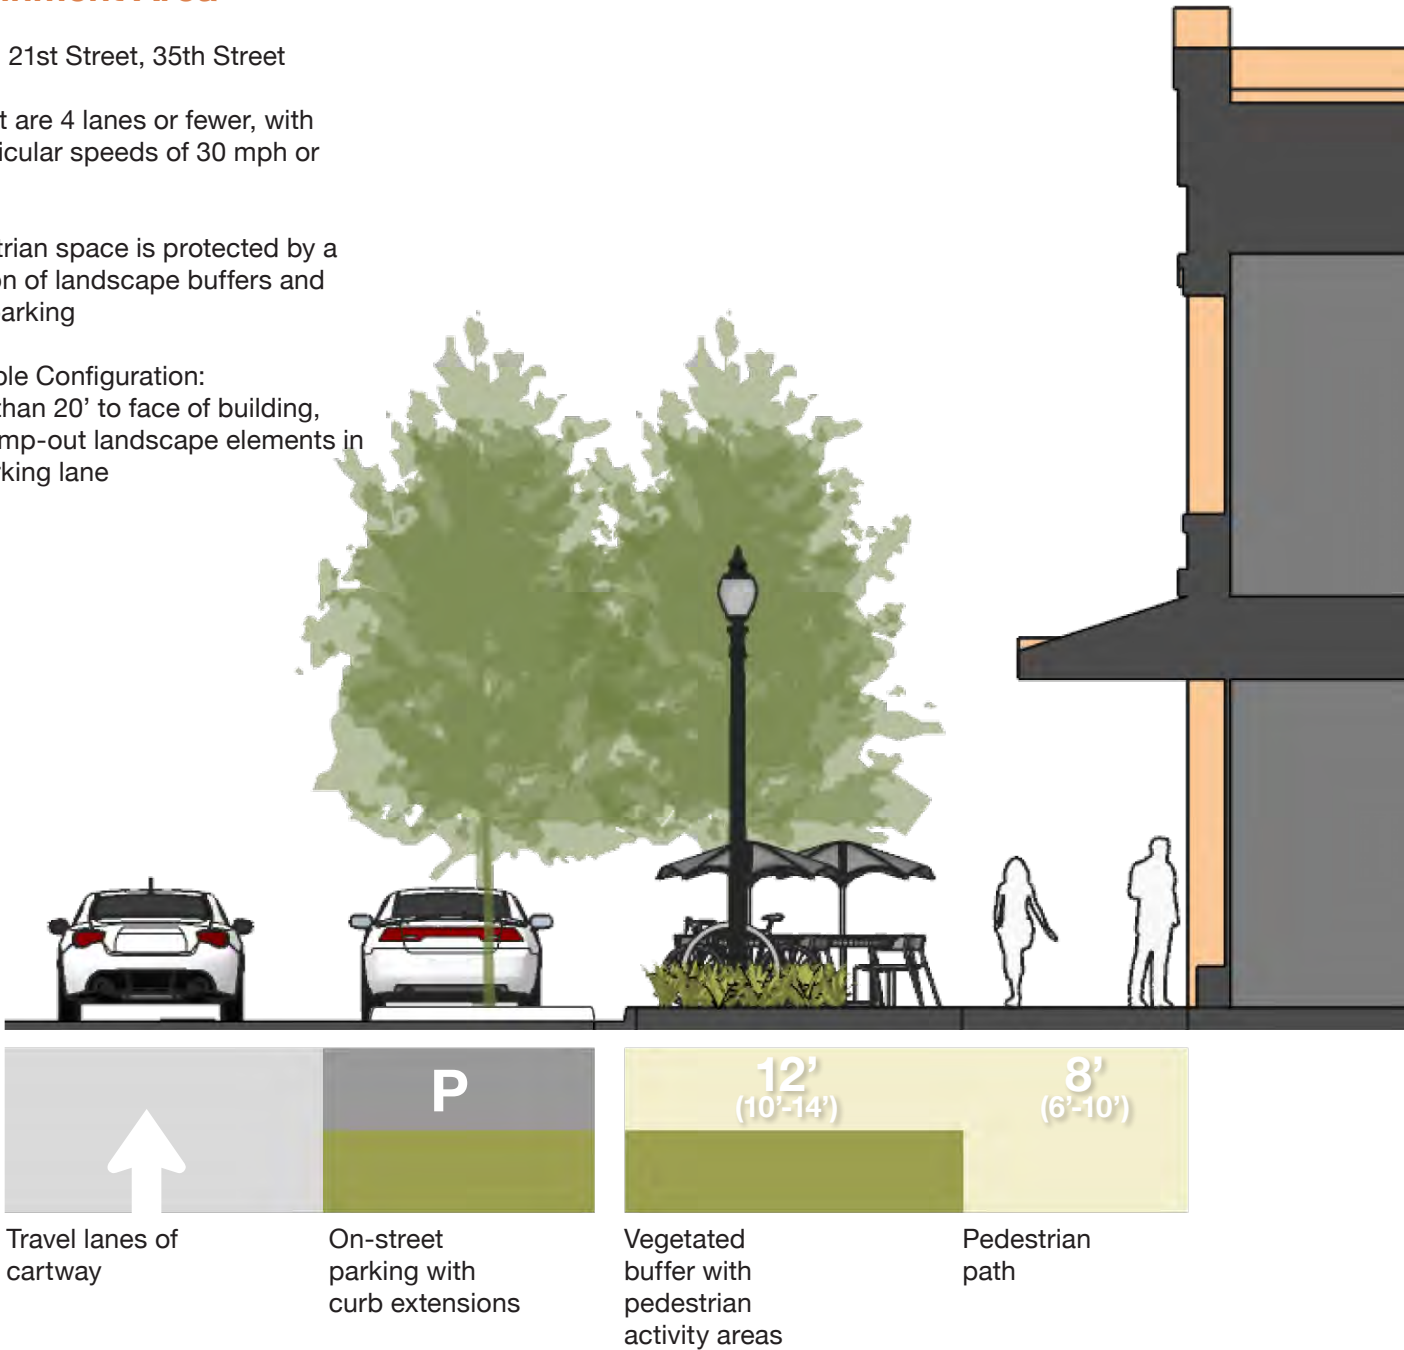 21st Street, 35th Street
t are 4 lanes or fewer, with
icular speeds of 30 mph or
trian space is protected by a
on of landscape buffers and
arking
ble Configuration:
than 20’ to face of building,
mp-out landscape elements in
rking lane
P
12’
(10’-14’)
8’
(6’-10’)
Travel lanes of
cartway
On-street
parking with
curb extensions
Vegetated
buffer with
pedestrian
activity areas
Pedestrian
path